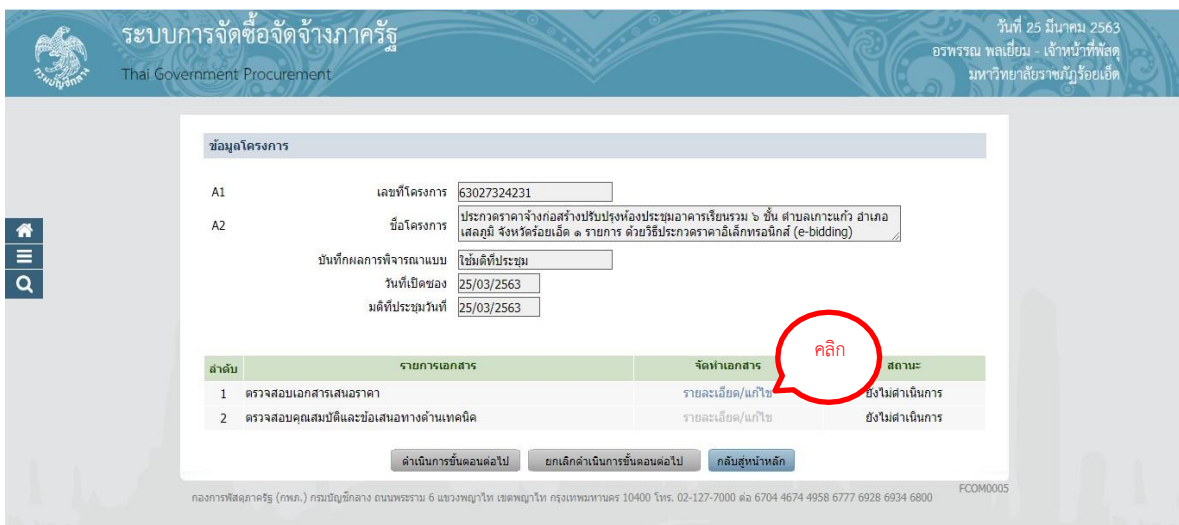 ระบบการจัดซื้อจัดจ้างภาครัฐ
Thai Government Procurement
วันที่ 25 มีนาคม 2563
อรพรรณ พลเยี่ยม - เจ้าหน้าที่พัสดุ
มหาวิทยาลัยราชภัฏร้อยเอ็ด
กรมบัญชีกลาง
ข้อมูลโครงการ
A1 เลขที่โครงการ 63027324231
A2 ชื่อโครงการ ประกวดราคาจ้างก่อสร้างปรับปรุงห้องประชุมอาคารเรียนรวม ๖ ชั้น ตำบลเกาะแก้ว อำเภอ
เสลภูมิ จังหวัดร้อยเอ็ด ๑ รายการ ด้วยวิธีประกวดราคาอิเล็กทรอนิกส์ (e-bidding)
บันทึกผลการพิจารณาแบบ ใช้มติที่ประชุม
วันที่เปิดซอง 25/03/2563
มติที่ประชุมวันที่ 25/03/2563
คลิก
ลำดับ รายการเอกสาร จัดทำเอกสาร สถานะ
1 ตรวจสอบเอกสารเสนอราคา รายละเอียด/แก้ไข ยังไม่ดำเนินการ
2 ตรวจสอบคุณสมบัติและข้อเสนอทางด้านเทคนิค รายละเอียด/แก้ไข ยังไม่ดำเนินการ
ดำเนินการขั้นตอนต่อไป ยกเลิกดำเนินการขั้นตอนต่อไป กลับสู่หน้าหลัก
กองการพัสดุภาครัฐ (กพภ.) กรมบัญชีกลาง ถนนพระราม 6 แขวงพญาไท เขตพญาไท กรุงเทพมหานคร 10400 โทร. 02-127-7000 ต่อ 6704 4674 4958 6777 6928 6934 6800
FCOM0005